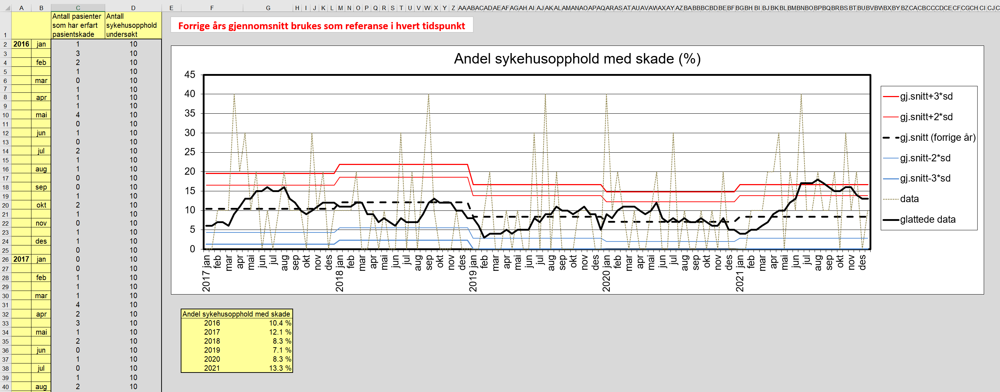 A B C D E F G H I J K L M N O P Q R S T U V W X Y Z AA AB AC AD AE AF AG AH AI AJ AK AL AM AN AO AP AQ AR AS AT AU AV AW AX AY AZ BA BB BC BD BE BF BG BH BI BJ BK BL BM BN BO BP BQ BR BS BT BU BV BW BX BY BZ CA CB CC CD CE CF CG CH CI CJ
Antall pasienter
som har erfart
pasientskade
Antall
sykehusopphold
undersøkt
1
2 2016 jan 1 10
3 3 10
4 feb 2 10
5 1 10
6 mar 0 10
7 1 10
8 apr 1 10
9 1 10
10 mai 4 10
11 0 10
12 jun 1 10
13 0 10
14 jul 2 10
15 1 10
16 aug 1 10
17 0 10
18 sep 0 10
19 1 10
20 okt 2 10
21 1 10
22 nov 0 10
23 1 10
24 des 1 10
25 0 10
26 2017 jan 0 10
27 0 10
28 feb 1 10
29 1 10
30 mar 1 10
31 4 10
32 apr 2 10
33 3 10
34 mai 1 10
35 2 10
36 jun 0 10
37 1 10
38 jul 0 10
39 1 10
40 aug 2 10
Forrige års gjennomsnitt brukes som referanse i hvert tidspunkt
Andel sykehusopphold med skade (%)
45
40
35
30
25
20
15
10
5
0
2017 jan
feb
mar
apr
mai
jun
jul
aug
sep
okt
nov
des
2018 jan
feb
mar
apr
mai
jun
jul
aug
sep
okt
nov
des
2019 jan
feb
mar
apr
mai
jun
jul
aug
sep
okt
nov
des
2020 jan
feb
mar
apr
mai
jun
jul
aug
sep
okt
nov
des
2021 jan
feb
mar
apr
mai
jun
jul
aug
sep
okt
nov
des
gj.snitt+3*sd
gj.snitt+2*sd
gj.snitt (forrige år)
gj.snitt-2*sd
gj.snitt-3*sd
data
glattede data
Andel sykehusopphold med skade
2016 10.4 %
2017 12.1 %
2018 8.3 %
2019 7.1 %
2020 8.3 %
2021 13.3 %